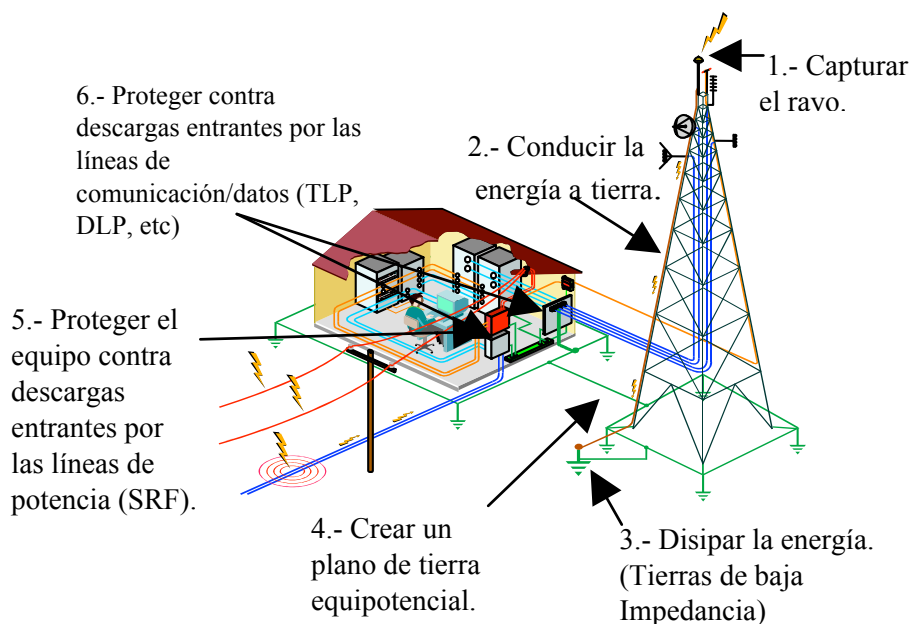 1.- Capturar
el ravo.
2.- Conducir la
energía a tierra.
3.- Disipar la energía.
(Tierras de baja
Impedancia)
4.- Crear un
plano de tierra
equipotencial.
5.- Proteger el
equipo contra
descargas
entrantes por
las líneas de
potencia (SRF).
6.- Proteger contra
descargas entrantes por las
líneas de
comunicación/datos (TLP,
DLP, etc)